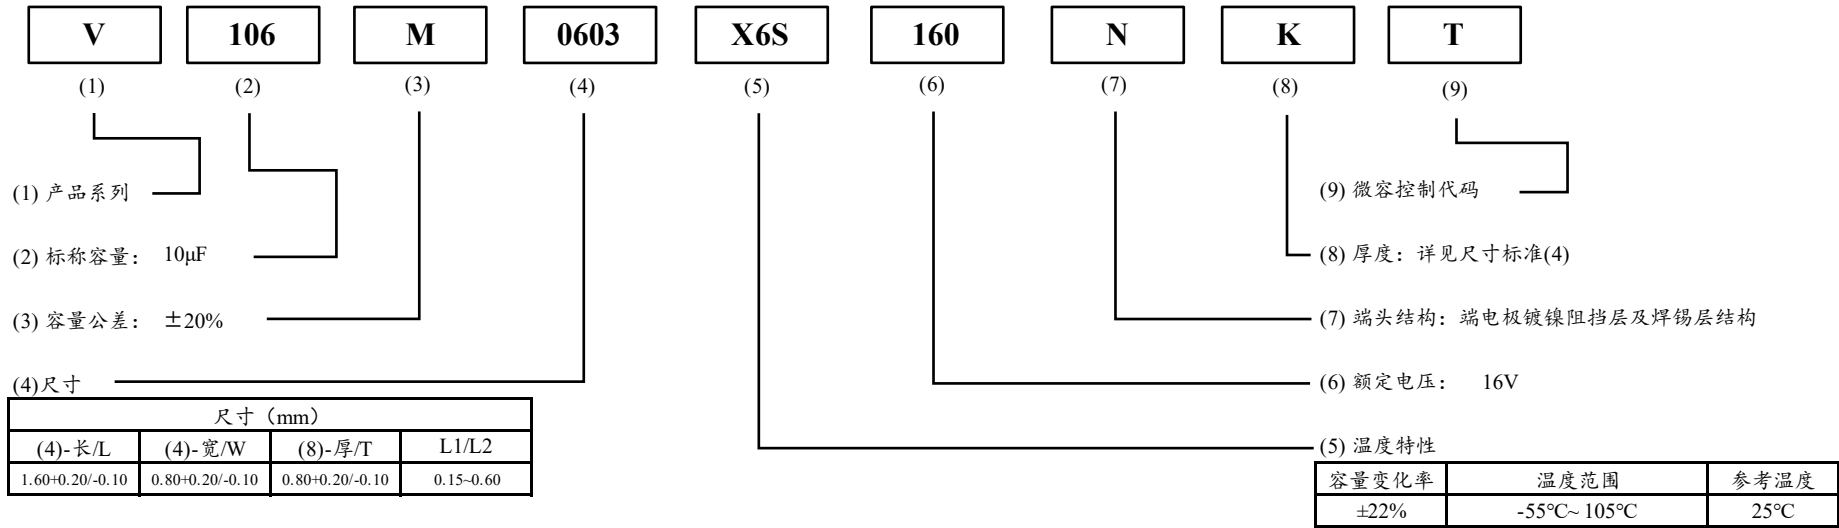 V 106 M 0603 X6S 160 N K T
(1) (2) (3) (4) (5) (6) (7) (8) (9)
(1) 产品系列
(9) 微容控制代码
(2) 标称容量： 10μF
(8) 厚度：详见尺寸标准(4)
(3) 容量公差： ±20%
(7) 端头结构：端电极镀镍阻挡层及焊锡层结构
(4)尺寸
(6) 额定电压： 16V
尺寸（mm）
(4)-长/L (4)-宽/W (8)-厚/T L1/L2
1.60+0.20/-0.10 0.80+0.20/-0.10 0.80+0.20/-0.10 0.15~0.60
(5) 温度特性
容量变化率 温度范围 参考温度
±22% -55°C~ 105°C 25°C